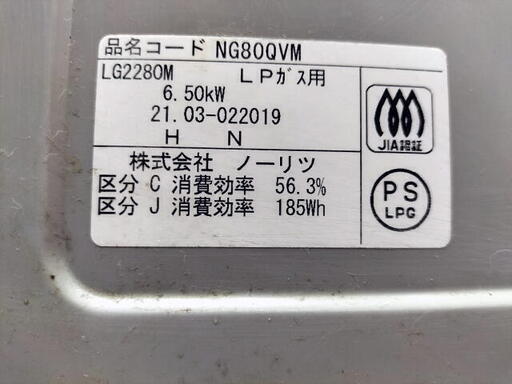 品名コード NG80QVM
LG2280M LPガス用
6.50kW
21.03-022019
H N
株式会社 ノーリツ
区分 C 消費効率 56.3%
区分 J 消費効率 185Wh
JIA認証
PS
LPG